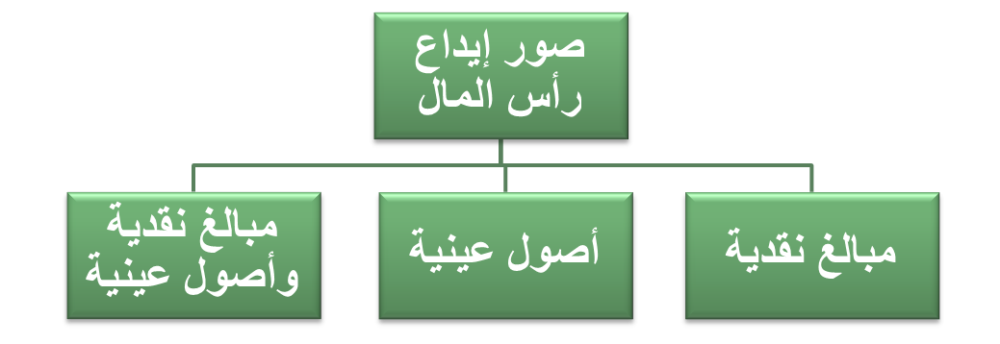 صور إيداع
رأس المال
مبالغ نقدية
أصول عينية
مبالغ نقدية
وأصول عينية